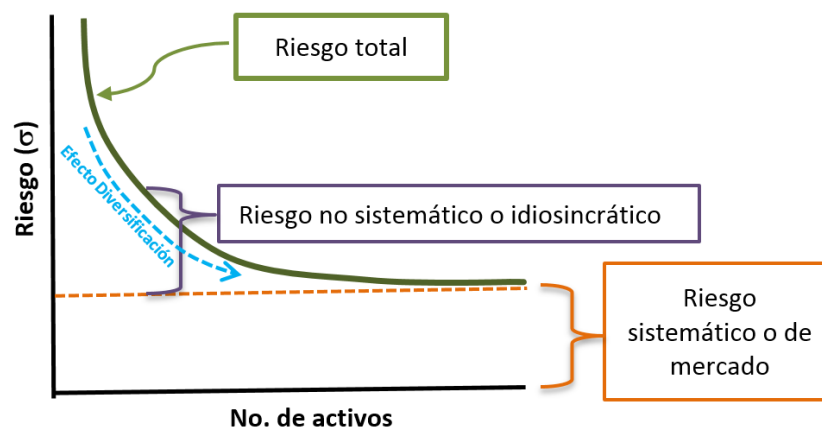 Riesgo total
Riesgo (σ)
Efecto Diversificación
Riesgo no sistemático o idiosincrático
Riesgo
sistemático o de
mercado
No. de activos